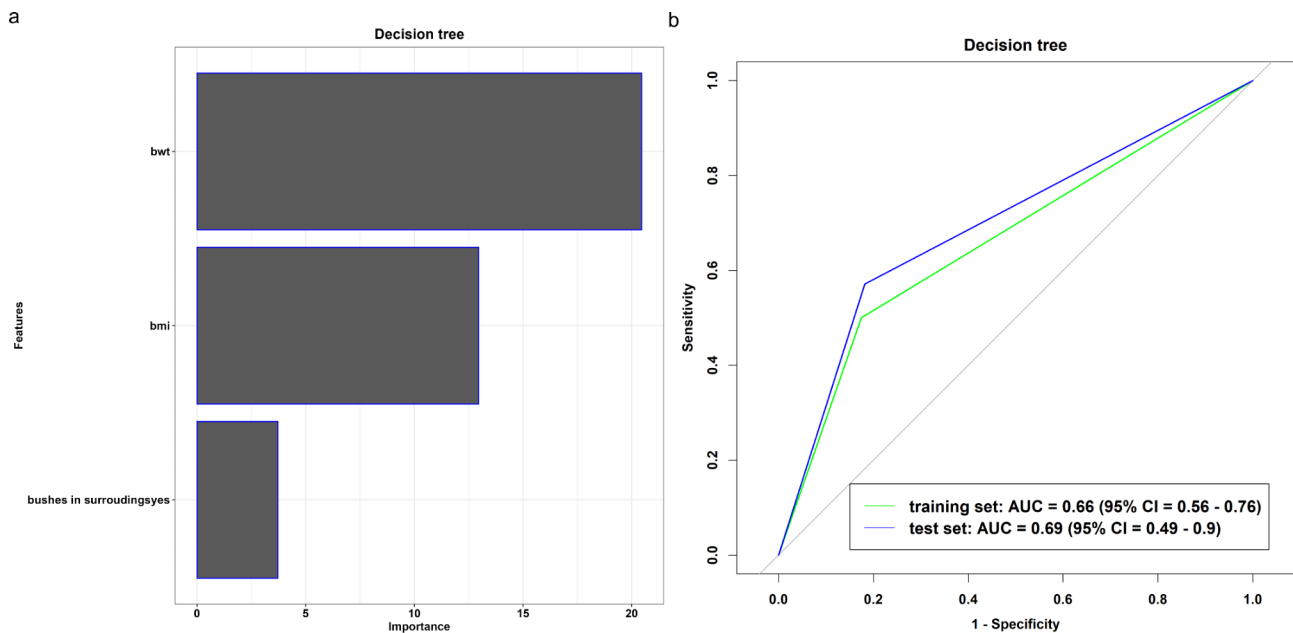 a
Decision tree
bwt
bmi
bushes in surroudingsyes
Features
0 5 10 15 20
Importance
b
Decision tree
1.0
0.8
0.6
0.4
0.2
0.0
Sensitivity
training set: AUC = 0.66 (95% CI = 0.56 - 0.76)
test set: AUC = 0.69 (95% CI = 0.49 - 0.9)
0.0 0.2 0.4 0.6 0.8 1.0
1 - Specificity